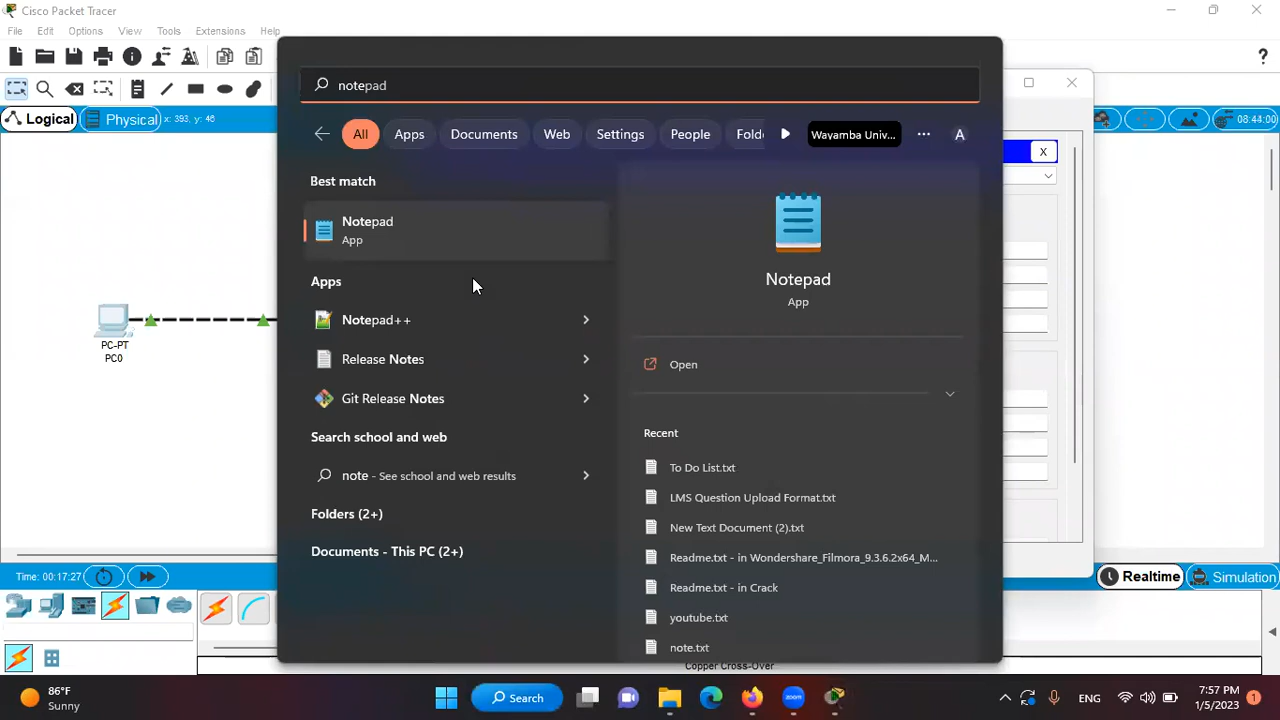 Cisco Packet Tracer
File Edit Options View Tools Extensions Help
notepad
Logical Physical x: 393, y: 46 08:44:00
All Apps Documents Web Settings People Fold Wayamba Univ... A
X
Best match
Notepad
App
Notepad
App
Apps
Notepad++
Release Notes
Git Release Notes
Open
Search school and web
note - See school and web results
Folders (2+)
Documents - This PC (2+)
Recent
To Do List.txt
LMS Question Upload Format.txt
New Text Document (2).txt
Readme.txt - in Wondershare_Filmora_9.3.6.2x64_M...
Readme.txt - in Crack
youtube.txt
note.txt
PC-PT
PC0
Time: 00:17:27 Realtime Simulation
Copper Cross-Over
86°F
Sunny
Search
ENG
7:57 PM
1/5/2023
1